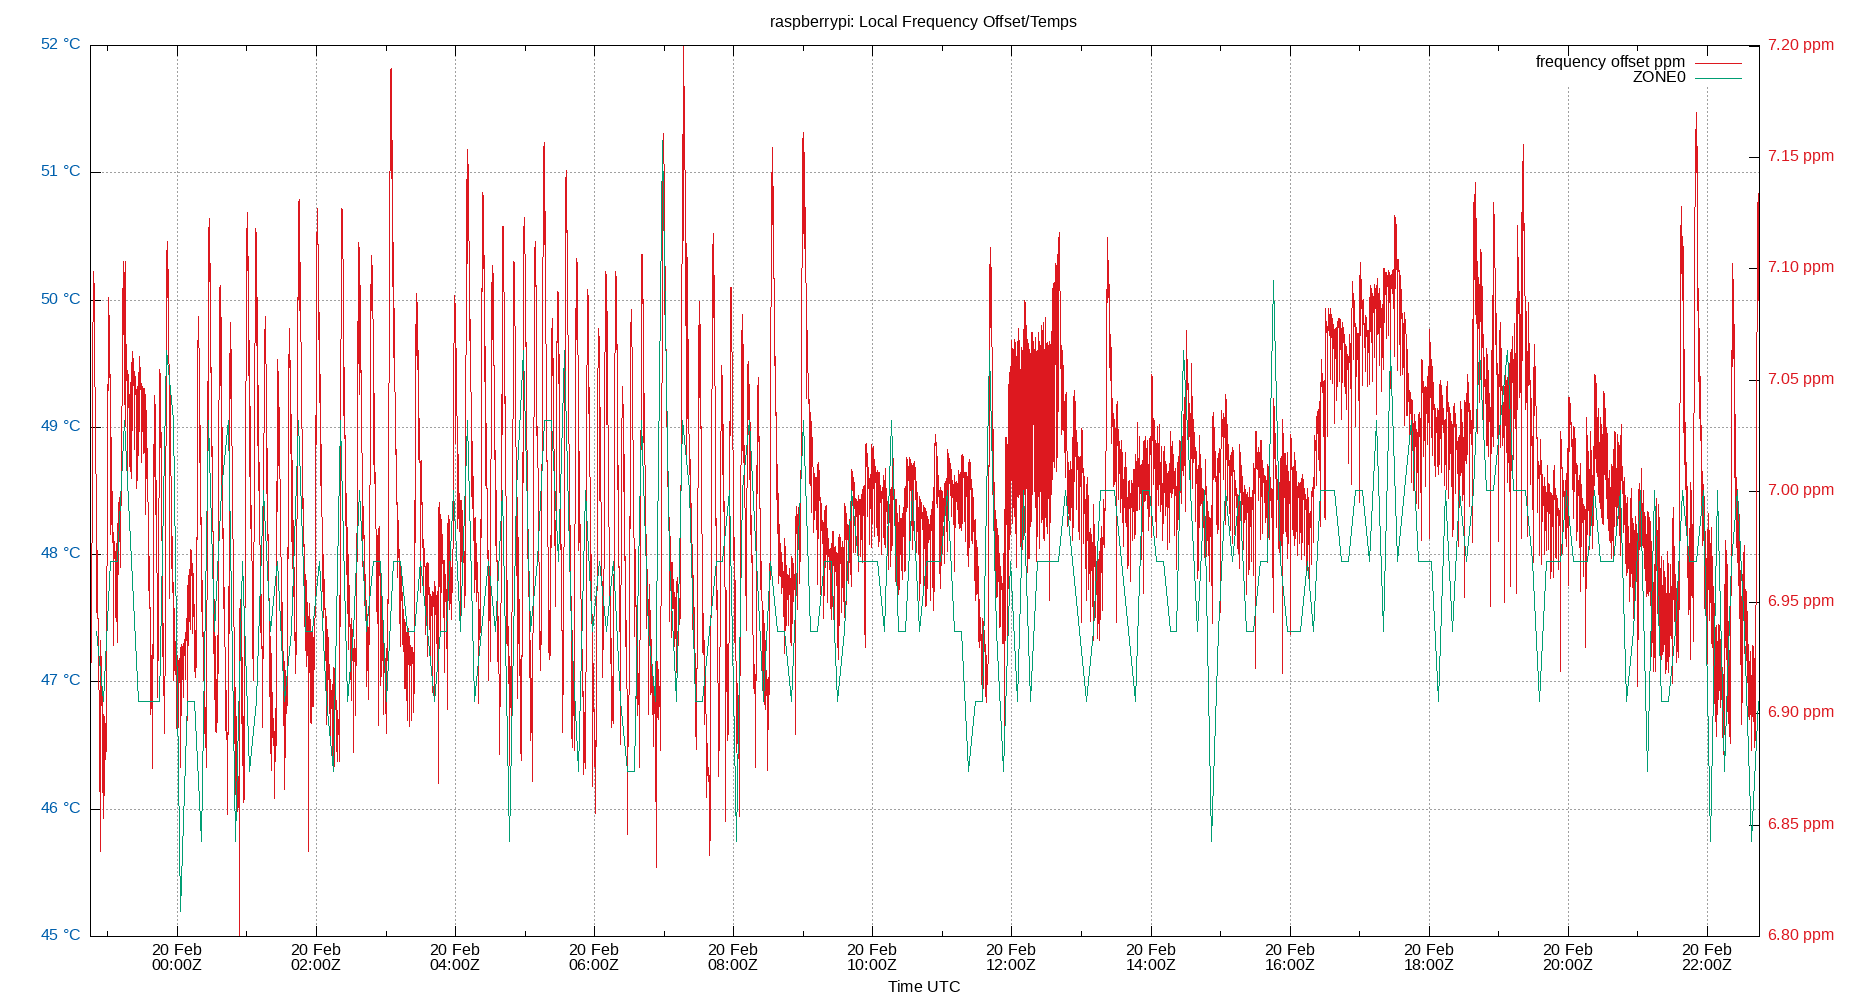 raspberrypi: Local Frequency Offset/Temps
52 °C
51 °C
50 °C
49 °C
48 °C
47 °C
46 °C
45 °C
7.20 ppm
7.15 ppm
7.10 ppm
7.05 ppm
7.00 ppm
6.95 ppm
6.90 ppm
6.85 ppm
6.80 ppm
frequency offset ppm
ZONE0
20 Feb 20 Feb 20 Feb 20 Feb 20 Feb 20 Feb 20 Feb 20 Feb 20 Feb 20 Feb 20 Feb 20 Feb
00:00Z 02:00Z 04:00Z 06:00Z 08:00Z 10:00Z 12:00Z 14:00Z 16:00Z 18:00Z 20:00Z 22:00Z
Time UTC